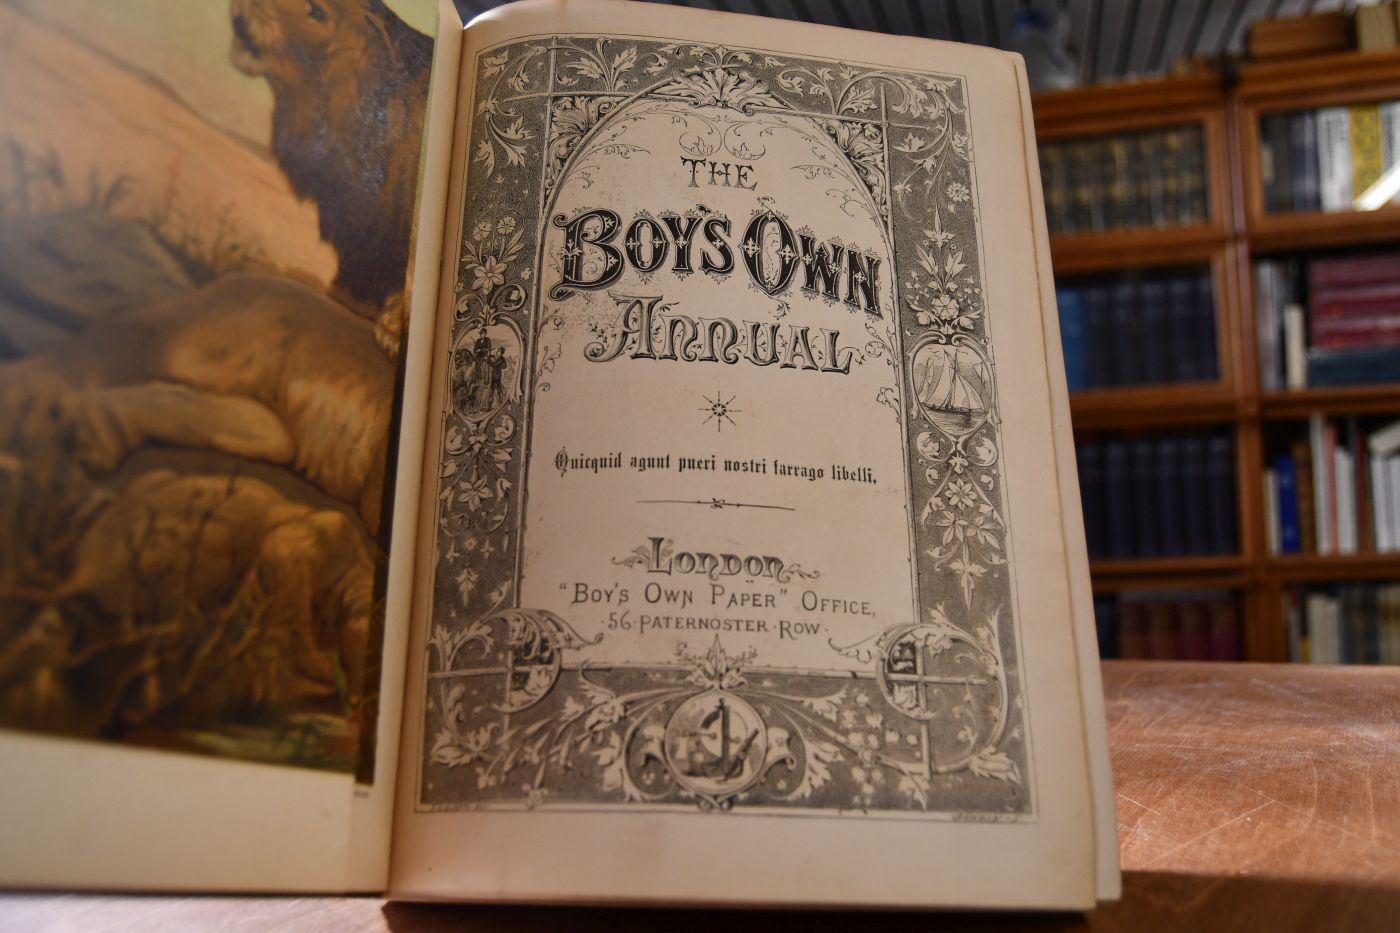 THE
BOY'S OWN
ANNUAL
Quicquid agunt pueri nostri farrago libelli.
LONDON
"BOY'S OWN PAPER" OFFICE,
56·PATERNOSTER·ROW·